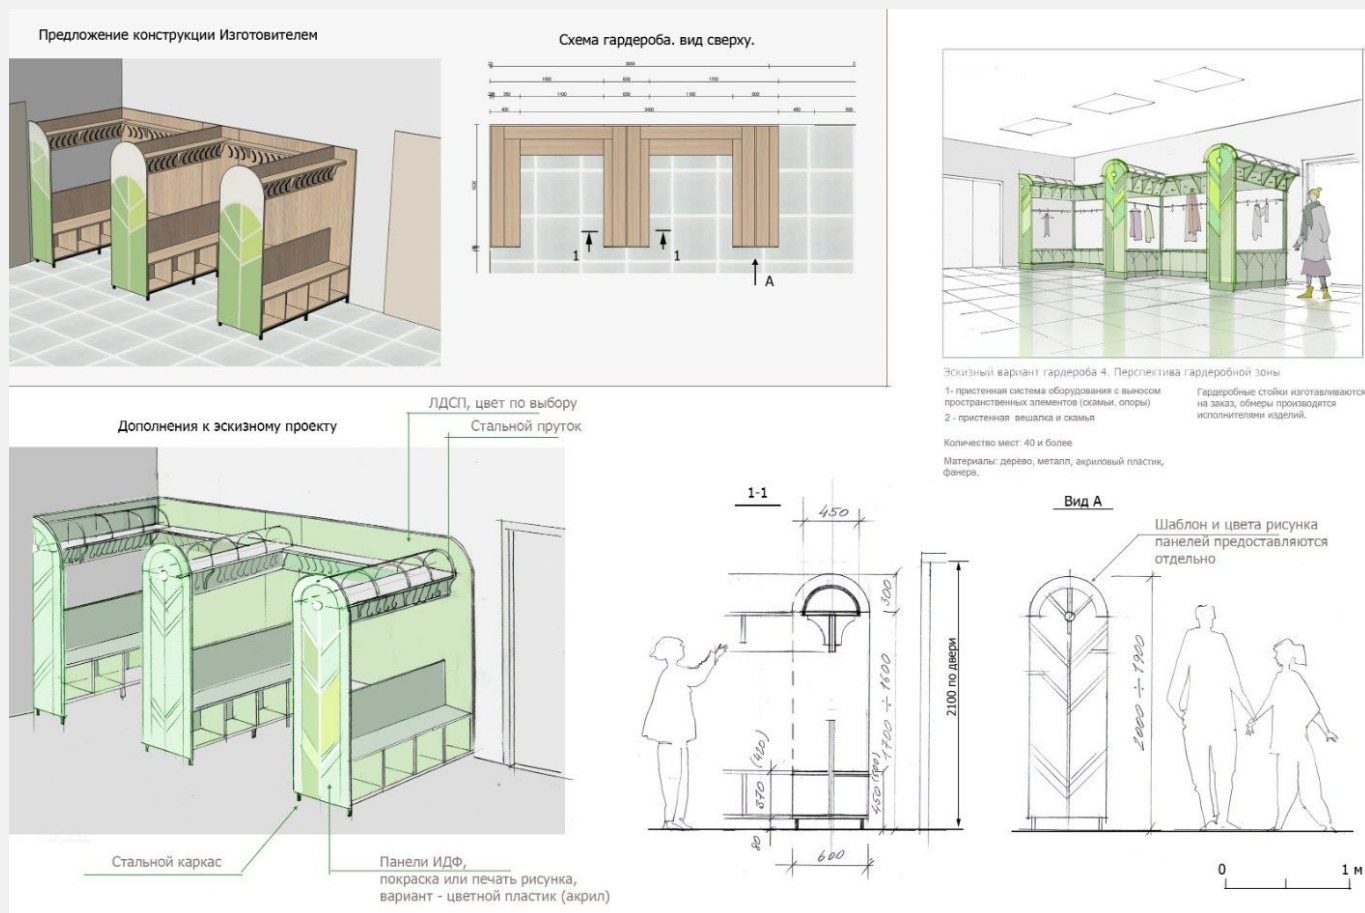 Предложение конструкции Изготовителем
Схема гардероба. вид сверху.
1
1
А
Эскизный вариант гардероба 4. Перспектива гардеробной зоны
1- пристенная система оборудования с выносом
пространственных элементов (скамьи, опоры)
2 - пристенная вешалка и скамья
Количество мест: 40 и более
Материалы: дерево, металл, акриловый пластик,
фанера.
Гардеробные стойки изготавливаются
на заказ, обмеры производятся
исполнителями изделий.
Дополнения к эскизному проекту
ЛДСП, цвет по выбору
Стальной пруток
Стальной каркас
Панели ИДФ,
покраска или печать рисунка,
вариант - цветной пластик (акрил)
1-1
450
300
1700 ÷ 1600
2100 по двери
(420)
370
80
450 (500)
600
Вид А
Шаблон и цвета рисунка
панелей предоставляются
отдельно
2000 ÷ 1900
0
1 м